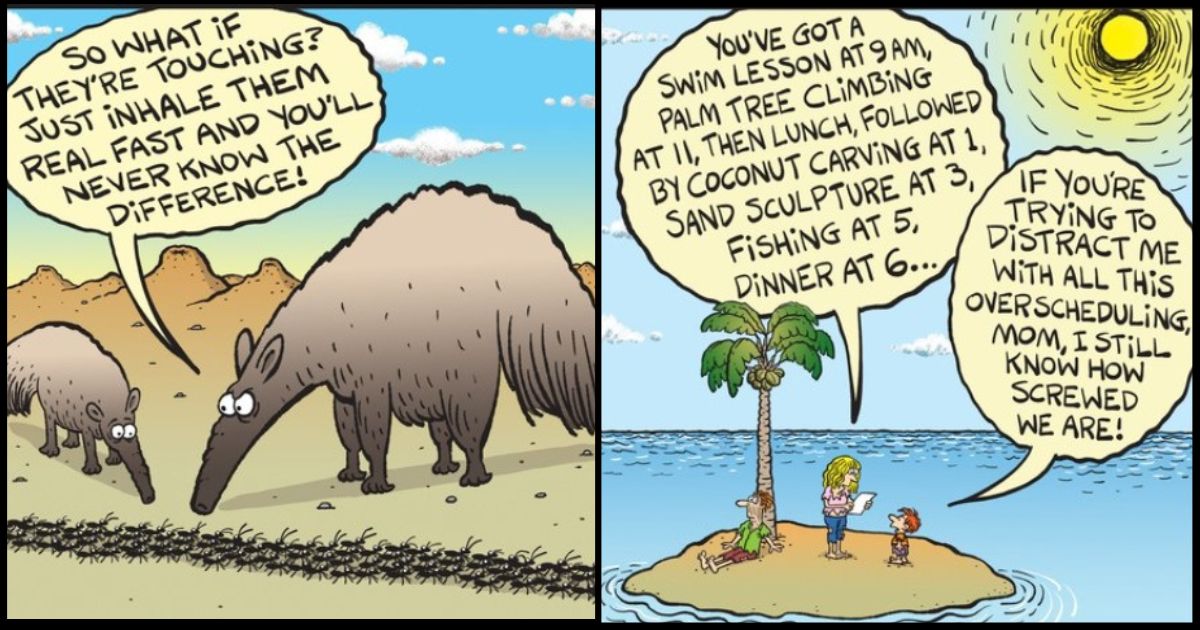 SO WHAT iF
THEY'RE TOUCHiNG?
JUST iNHALE THEM
REAL FAST AND YOU'LL
NEVER KNOW THE
DiFFERENCE!
YOU'VE GOT A
SWiM LESSON AT 9 AM,
PALM TREE CLiMBiNG
AT 11, THEN LUNCH, FOLLOWED
BY COCONUT CARViNG AT 1,
SAND SCULPTURE AT 3,
FiSHiNG AT 5,
DiNNER AT 6...
iF YOU'RE
TRYiNG TO
DiSTRACT ME
WiTH ALL THiS
OVERSCHEDULiNG,
MOM, I STiLL
KNOW HOW
SCREWED
WE ARE!